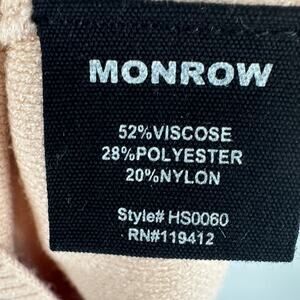 MONROW
52%VISCOSE
28%POLYESTER
20%NYLON
Style# HS0060
RN#119412